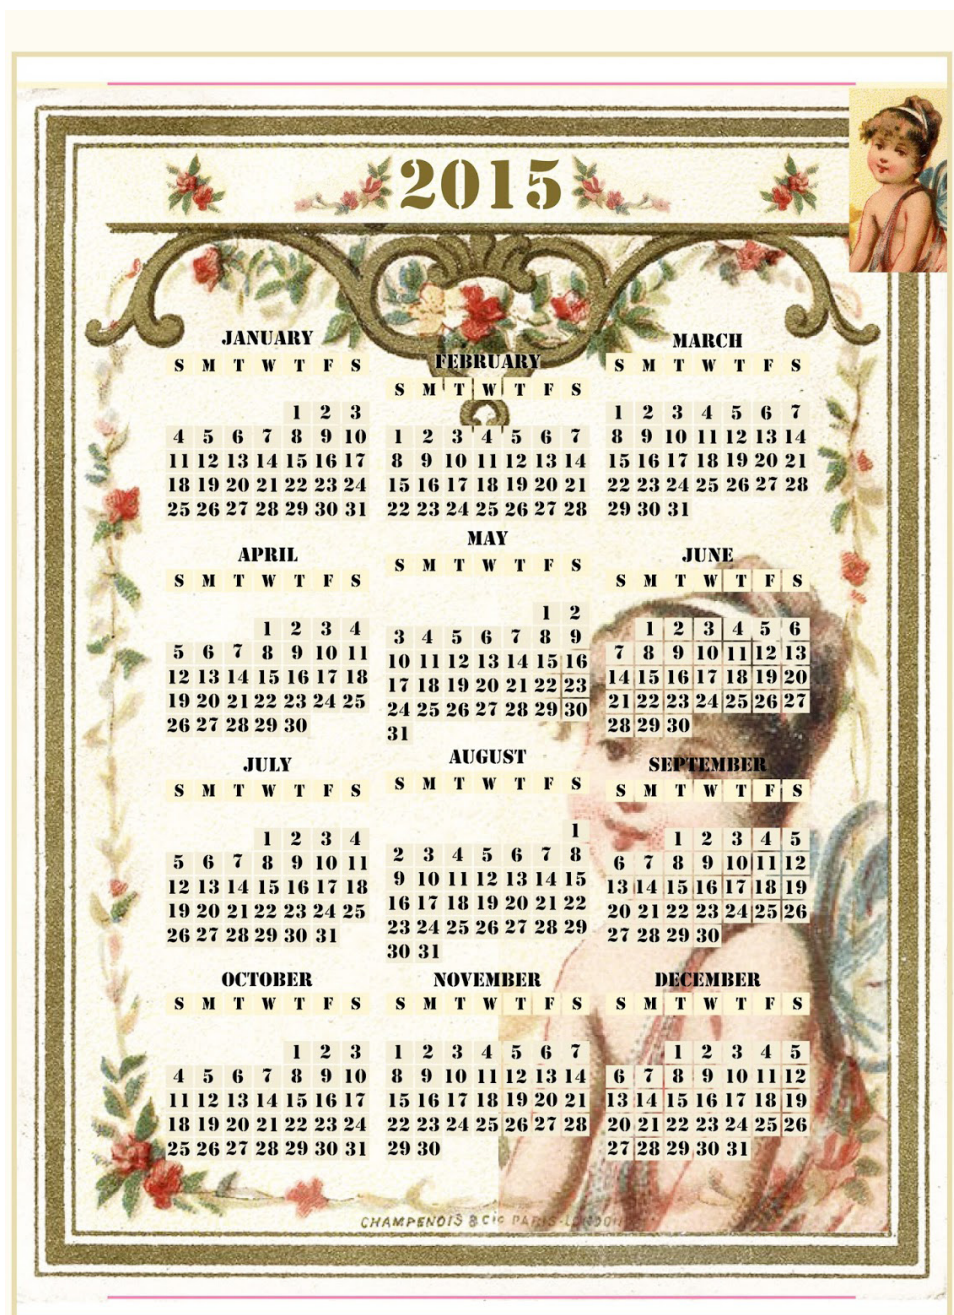 2015
JANUARY
S M T W T F S
1 2 3
4 5 6 7 8 9 10
11 12 13 14 15 16 17
18 19 20 21 22 23 24
25 26 27 28 29 30 31
FEBRUARY
S M T W T F S
1 2 3 4 5 6 7
8 9 10 11 12 13 14
15 16 17 18 19 20 21
22 23 24 25 26 27 28
MARCH
S M T W T F S
1 2 3 4 5 6 7
8 9 10 11 12 13 14
15 16 17 18 19 20 21
22 23 24 25 26 27 28
29 30 31
APRIL
S M T W T F S
1 2 3 4
5 6 7 8 9 10 11
12 13 14 15 16 17 18
19 20 21 22 23 24 25
26 27 28 29 30
MAY
S M T W T F S
1 2
3 4 5 6 7 8 9
10 11 12 13 14 15 16
17 18 19 20 21 22 23
24 25 26 27 28 29 30
31
JUNE
S M T W T F S
1 2 3 4 5 6
7 8 9 10 11 12 13
14 15 16 17 18 19 20
21 22 23 24 25 26 27
28 29 30
JULY
S M T W T F S
1 2 3 4
5 6 7 8 9 10 11
12 13 14 15 16 17 18
19 20 21 22 23 24 25
26 27 28 29 30 31
AUGUST
S M T W T F S
1
2 3 4 5 6 7 8
9 10 11 12 13 14 15
16 17 18 19 20 21 22
23 24 25 26 27 28 29
30 31
SEPTEMBER
S M T W T F S
1 2 3 4 5
6 7 8 9 10 11 12
13 14 15 16 17 18 19
20 21 22 23 24 25 26
27 28 29 30
OCTOBER
S M T W T F S
1 2 3
4 5 6 7 8 9 10
11 12 13 14 15 16 17
18 19 20 21 22 23 24
25 26 27 28 29 30 31
NOVEMBER
S M T W T F S
1 2 3 4 5 6 7
8 9 10 11 12 13 14
15 16 17 18 19 20 21
22 23 24 25 26 27 28
29 30
DECEMBER
S M T W T F S
1 2 3 4 5
6 7 8 9 10 11 12
13 14 15 16 17 18 19
20 21 22 23 24 25 26
27 28 29 30 31
CHAMPENOIS & Cie PARIS-